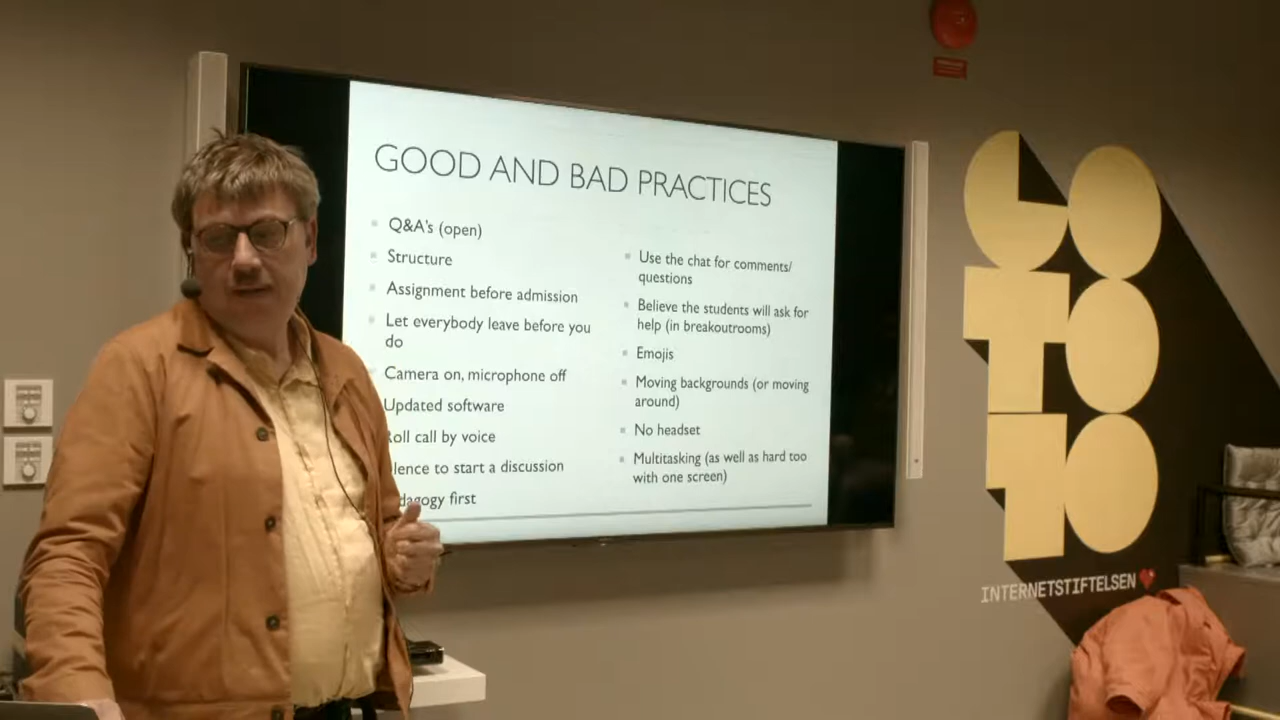 GOOD AND BAD PRACTICES
Q&A's (open)
Structure
Assignment before admission
Let everybody leave before you
do
Camera on, microphone off
Updated software
oll call by voice
lence to start a discussion
dagogy first
Use the chat for comments/
questions
Believe the students will ask for
help (in breakoutrooms)
Emojis
Moving backgrounds (or moving
around)
No headset
Multitasking (as well as hard too
with one screen)
INTERNETSTIFTELSEN